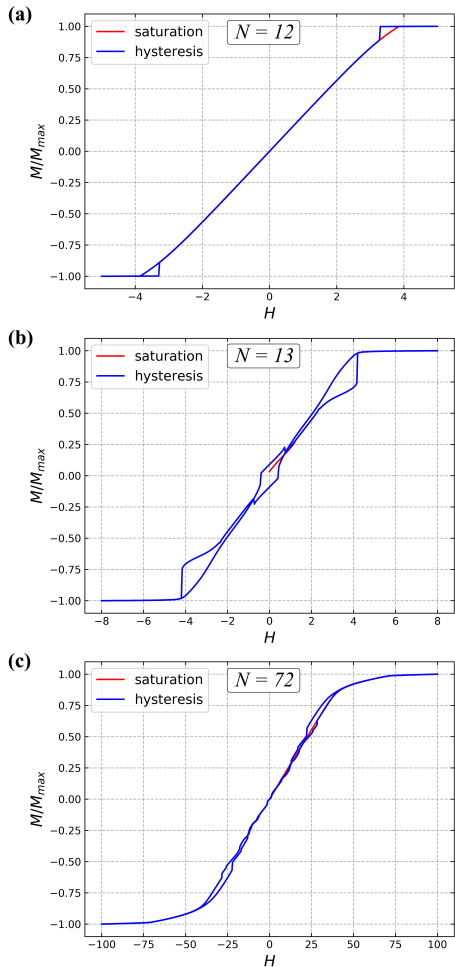 (a)
saturation
hysteresis
N = 12
1.00
0.75
0.50
0.25
0.00
−0.25
−0.50
−0.75
−1.00
M/Mmax
−4
−2
0
2
4
H
(b)
saturation
hysteresis
N = 13
1.00
0.75
0.50
0.25
0.00
−0.25
−0.50
−0.75
−1.00
M/Mmax
−8
−6
−4
−2
0
2
4
6
8
H
(c)
saturation
hysteresis
N = 72
1.00
0.75
0.50
0.25
0.00
−0.25
−0.50
−0.75
−1.00
M/Mmax
−100
−75
−50
−25
0
25
50
75
100
H